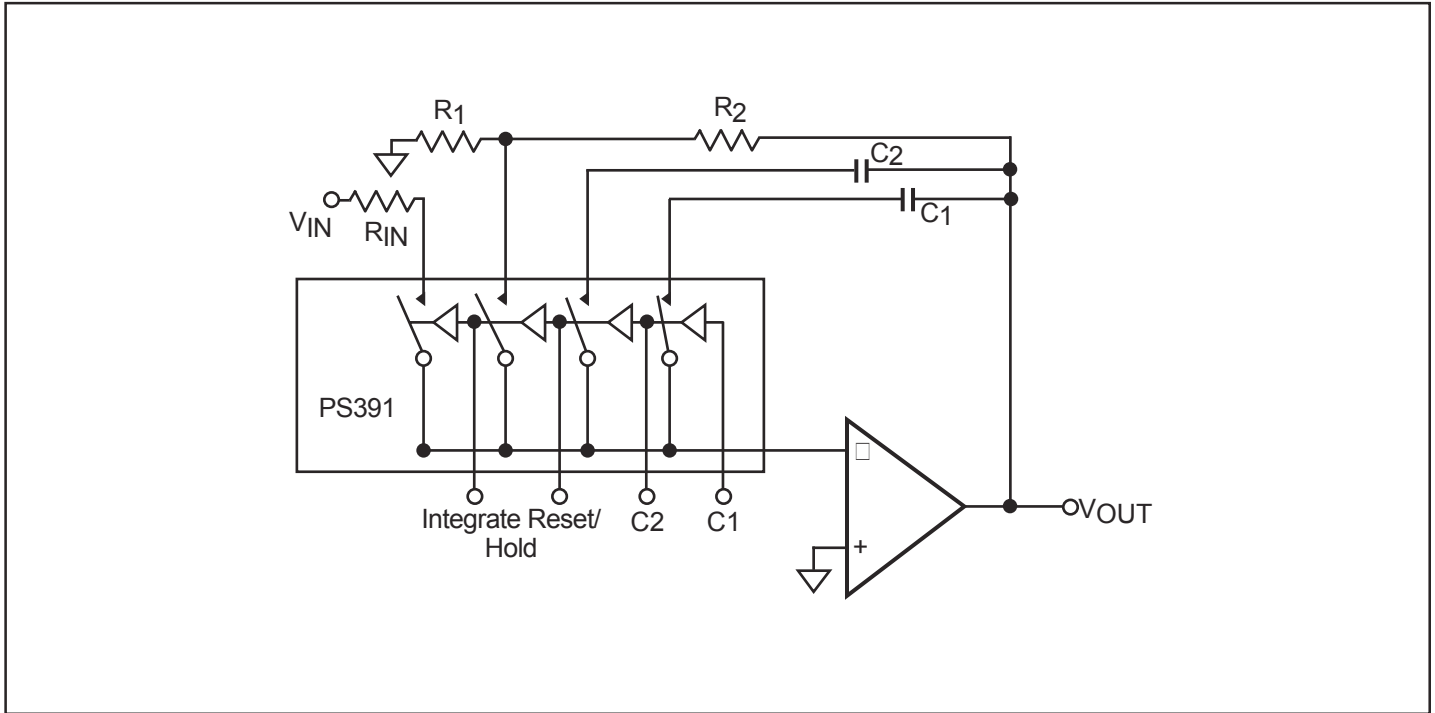 R1
R2
C2
C1
VIN
RIN
PS391
Integrate Reset/
Hold
C2
C1
+
VOUT